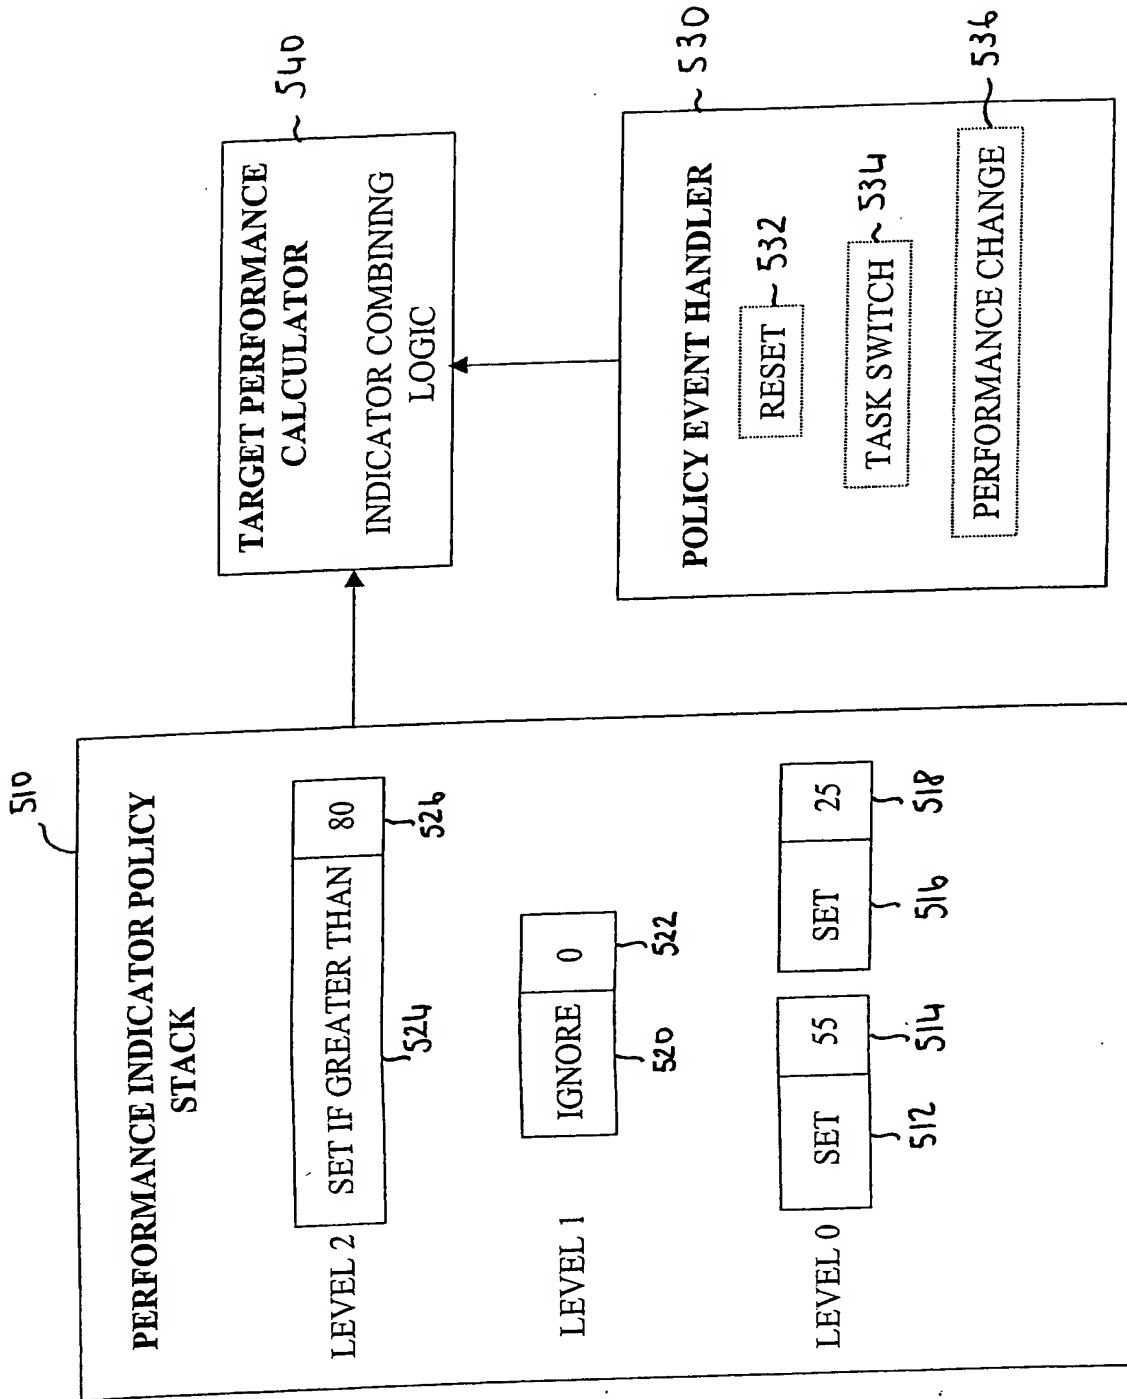 510
PERFORMANCE INDICATOR POLICY
STACK
LEVEL 2
SET IF GREATER THAN
80
524
526
LEVEL 1
IGNORE
0
520
522
LEVEL 0
SET
55
SET
25
512
514
516
518
540
TARGET PERFORMANCE
CALCULATOR
INDICATOR COMBINING
LOGIC
530
POLICY EVENT HANDLER
RESET
532
TASK SWITCH
534
PERFORMANCE CHANGE
536